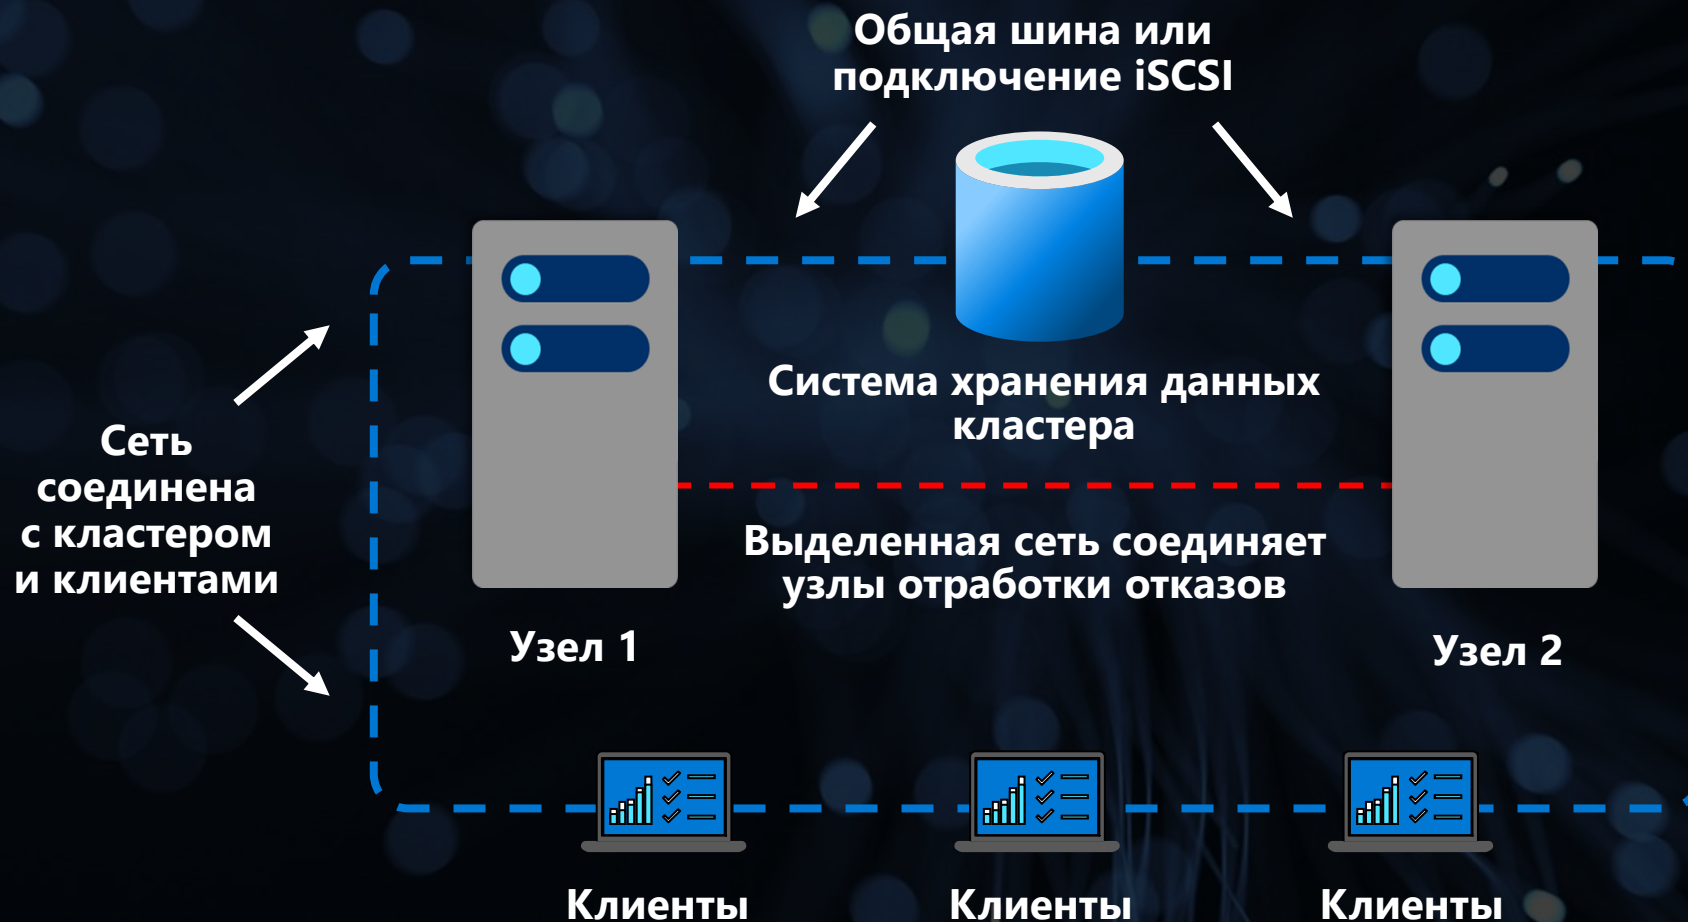 Общая шина или
подключение iSCSI
Система хранения данных
кластера
Сеть
соединена
с кластером
и клиентами
Выделенная сеть соединяет
узлы отработки отказов
Узел 1
Узел 2
Клиенты
Клиенты
Клиенты